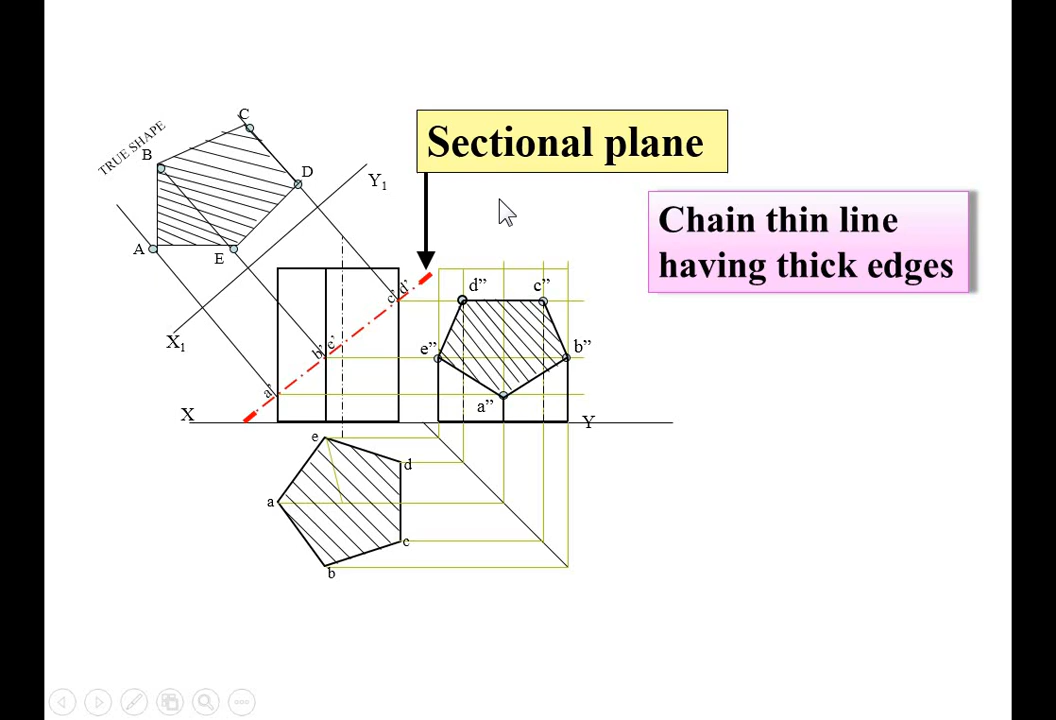 C
TRUE SHAPE
B
Sectional plane
D
Y1
Chain thin line
having thick edges
A
E
d”
c”
c' d'
X1
b' c'
e”
b”
a'
a”
X
Y
e
d
a
c
b